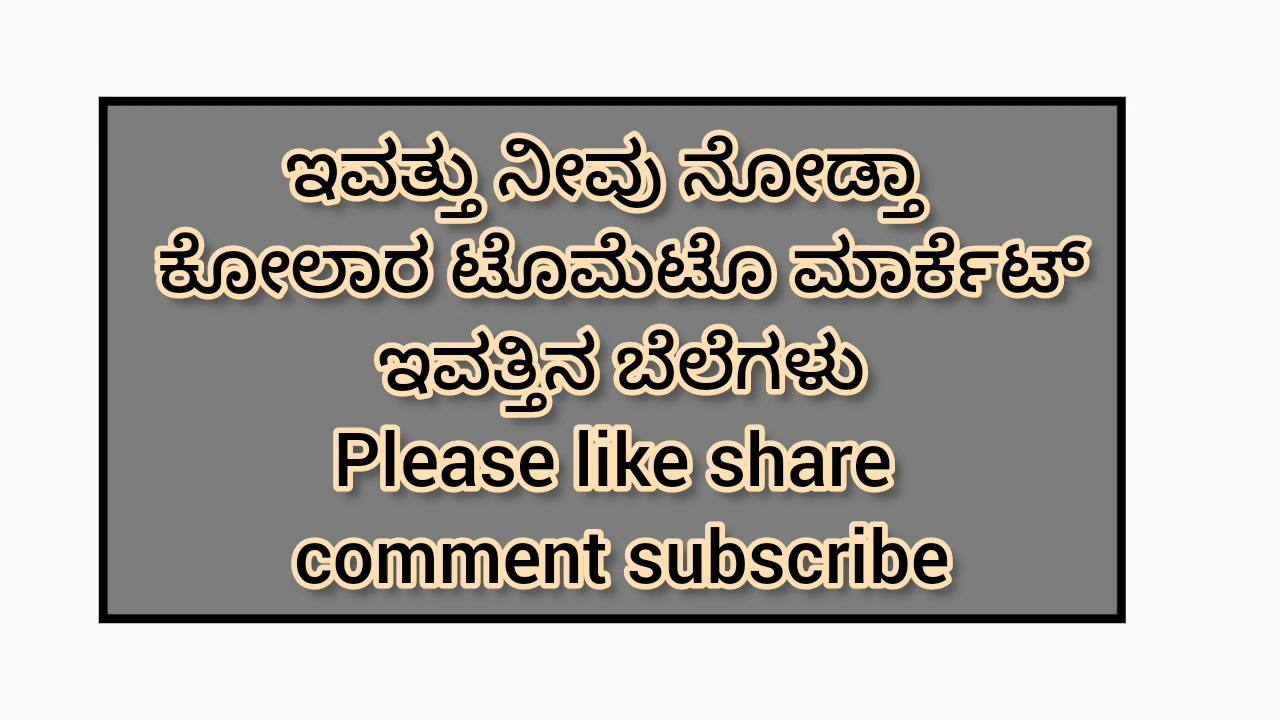 ಇವತ್ತು ನೀವು ನೋಡ್ತಾ
ಕೋಲಾರ ಟೊಮೆಟೊ ಮಾರ್ಕೆಟ್
ಇವತ್ತಿನ ಬೆಲೆಗಳು
Please like share
comment subscribe